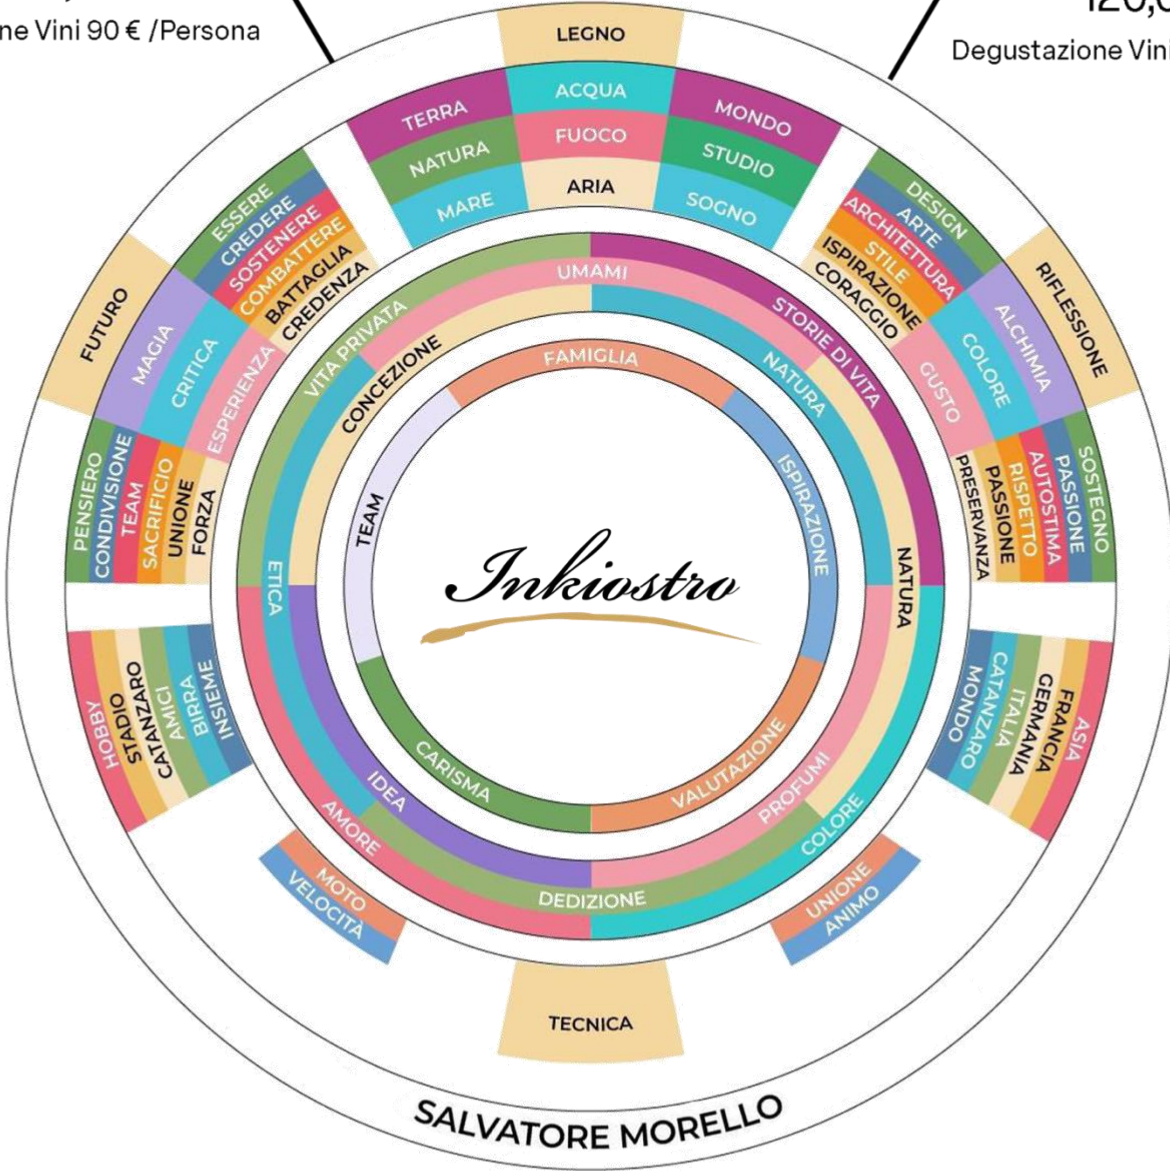 ne Vini 90 € /Persona
120,0
Degustazione Vini
LEGNO
TERRA
ACQUA
MONDO
NATURA
FUOCO
STUDIO
MARE
ARIA
SOGNO
ESSERE
CREDERE
SOSTENERE
COMBATTERE
BATTAGLIA
CREDENZA
DESIGN
ARTE
ARCHITETTURA
STILE
ISPIRAZIONE
CORAGGIO
FUTURO
MAGIA
CRITICA
ESPERIENZA
GUSTO
COLORE
ALCHIMIA
RIFLESSIONE
PENSIERO
CONDIVISIONE
TEAM
SACRIFICIO
UNIONE
FORZA
PRESERVANZA
PASSIONE
RISPETTO
AUTOSTIMA
PASSIONE
SOSTEGNO
VITA PRIVATA
UMAMI
STORIE DI VITA
CONCEZIONE
NATURA
FAMIGLIA
TEAM
ISPIRAZIONE
Inkiostro
ETICA
NATURA
CARISMA
VALUTAZIONE
IDEA
PROFUMI
AMORE
COLORE
DEDIZIONE
HOBBY
STADIO
CATANZARO
AMICI
BIRRA
INSIEME
MONDO
CATANZARO
ITALIA
GERMANIA
FRANCIA
ASIA
MOTO
VELOCITÀ
UNIONE
ANIMO
TECNICA
SALVATORE MORELLO